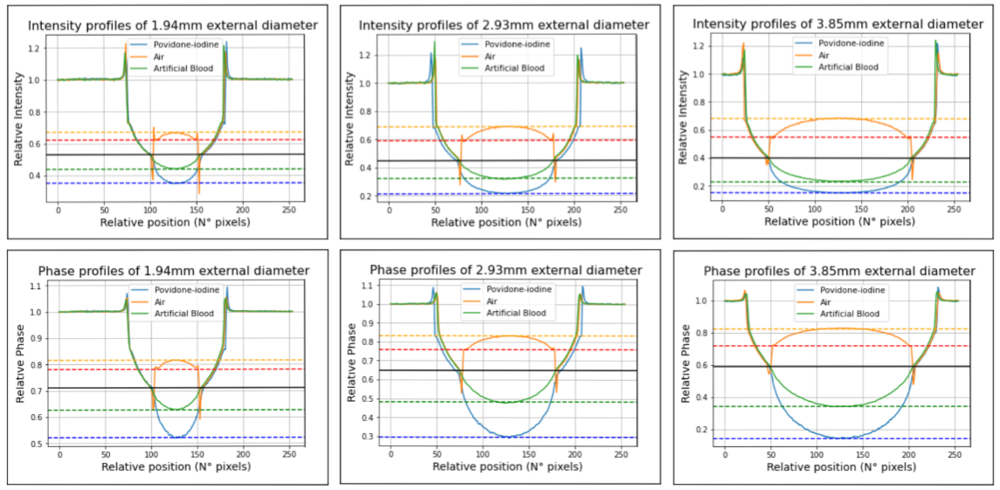 Intensity profiles of 1.94mm external diameter
Povidone-iodine
Air
Artificial Blood
Relative Intensity
1.2
1.0
0.8
0.6
0.4
0 50 100 150 200 250
Relative position (N° pixels)
Intensity profiles of 2.93mm external diameter
Povidone-iodine
Air
Artificial Blood
Relative Intensity
1.2
1.0
0.8
0.6
0.4
0.2
0 50 100 150 200 250
Relative position (N° pixels)
Intensity profiles of 3.85mm external diameter
Povidone-iodine
Air
Artificial Blood
Relative Intensity
1.2
1.0
0.8
0.6
0.4
0.2
0 50 100 150 200 250
Relative position (N° pixels)
Phase profiles of 1.94mm external diameter
Povidone-iodine
Air
Artificial Blood
Relative Phase
1.1
1.0
0.9
0.8
0.7
0.6
0.5
0 50 100 150 200 250
Relative position (N° pixels)
Phase profiles of 2.93mm external diameter
Povidone-iodine
Air
Artificial Blood
Relative Phase
1.1
1.0
0.9
0.8
0.7
0.6
0.5
0.4
0.3
0 50 100 150 200 250
Relative position (N° pixels)
Phase profiles of 3.85mm external diameter
Povidone-iodine
Air
Artificial Blood
Relative Phase
1.0
0.8
0.6
0.4
0.2
0 50 100 150 200 250
Relative position (N° pixels)